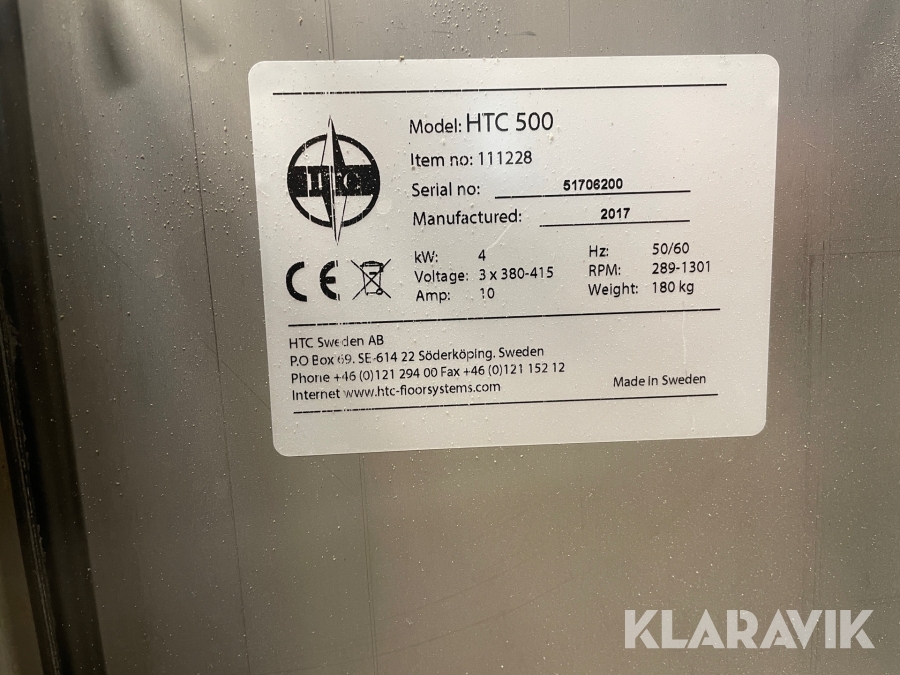 HTC
Model: HTC 500
Item no: 111228
Serial no: 51706200
Manufactured: 2017
kW: 4 Hz: 50/60
Voltage: 3 x 380-415 RPM: 289-1301
Amp: 10 Weight: 180 kg
CE
HTC Sweden AB
P.O Box 69. SE-614 22 Söderköping. Sweden
Phone +46 (0)121 294 00 Fax +46 (0)121 152 12
Internet www.htc-floorsystems.com
Made in Sweden
KLARAVIK